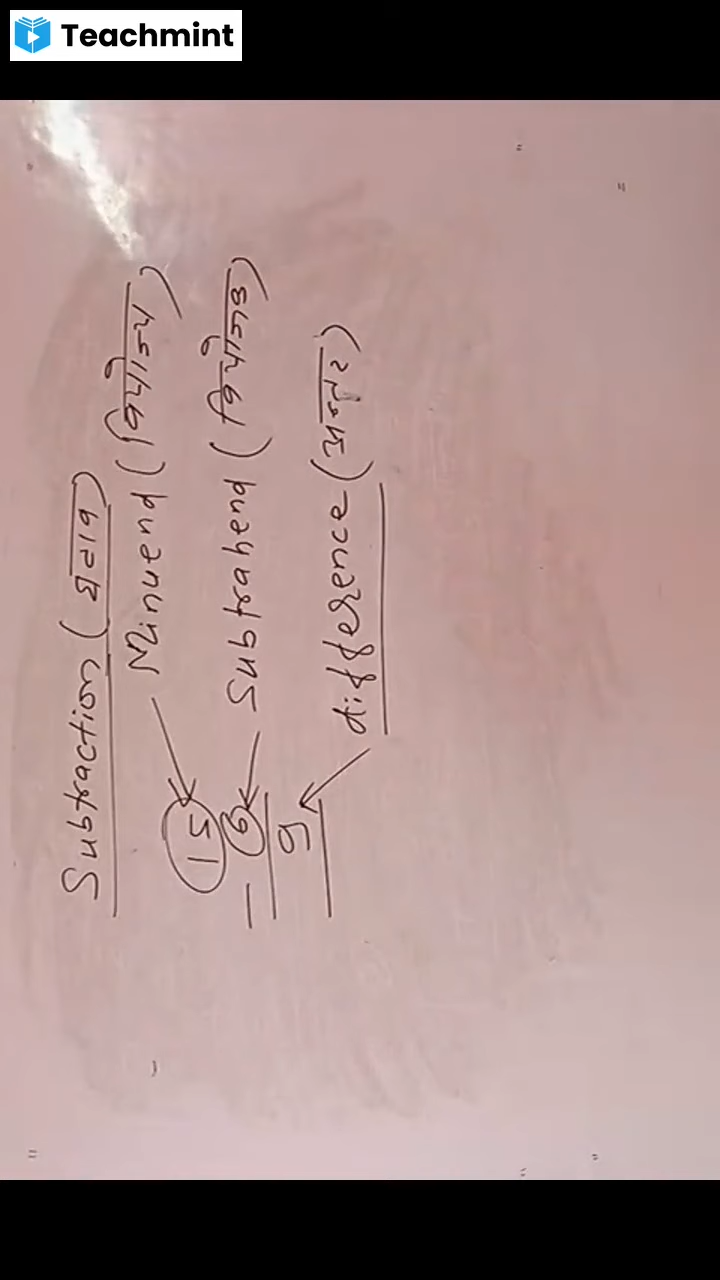 Teachmint
Subtraction (घटाव)
15 Minuend (वियोज्य)
- 6 Subtrahend (वियोजक)
9 difference (अन्तर)